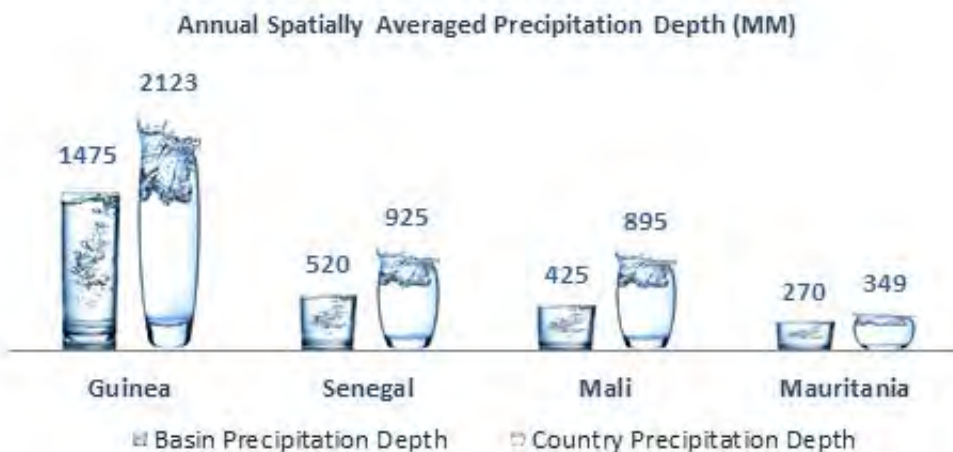 Annual Spatially Averaged Precipitation Depth (MM)
2123
1475
925
520
895
425
349
270
Guinea Senegal Mali Mauritania
Basin Precipitation Depth Country Precipitation Depth